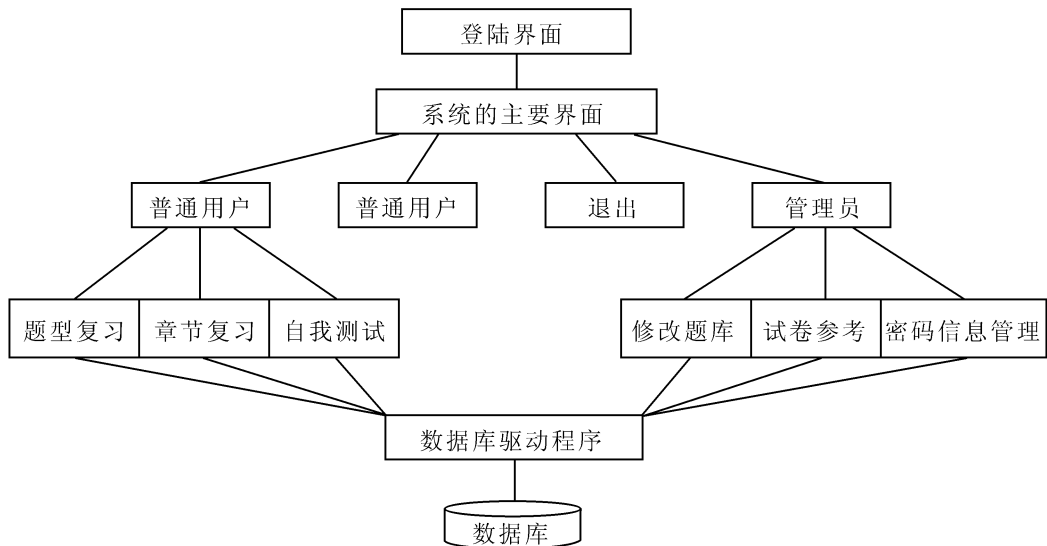 登陆界面
系统的主要界面
普通用户
普通用户
退出
管理员
题型复习
章节复习
自我测试
修改题库
试卷参考
密码信息管理
数据库驱动程序
数据库